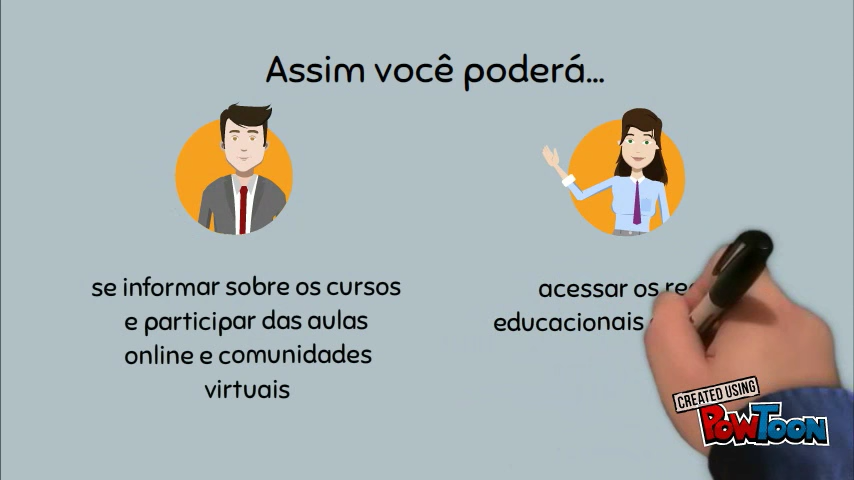 Assim você poderá...
se informar sobre os cursos
e participar das aulas
online e comunidades
virtuais
acessar os
educacionais
CREATED USING
POWTOON